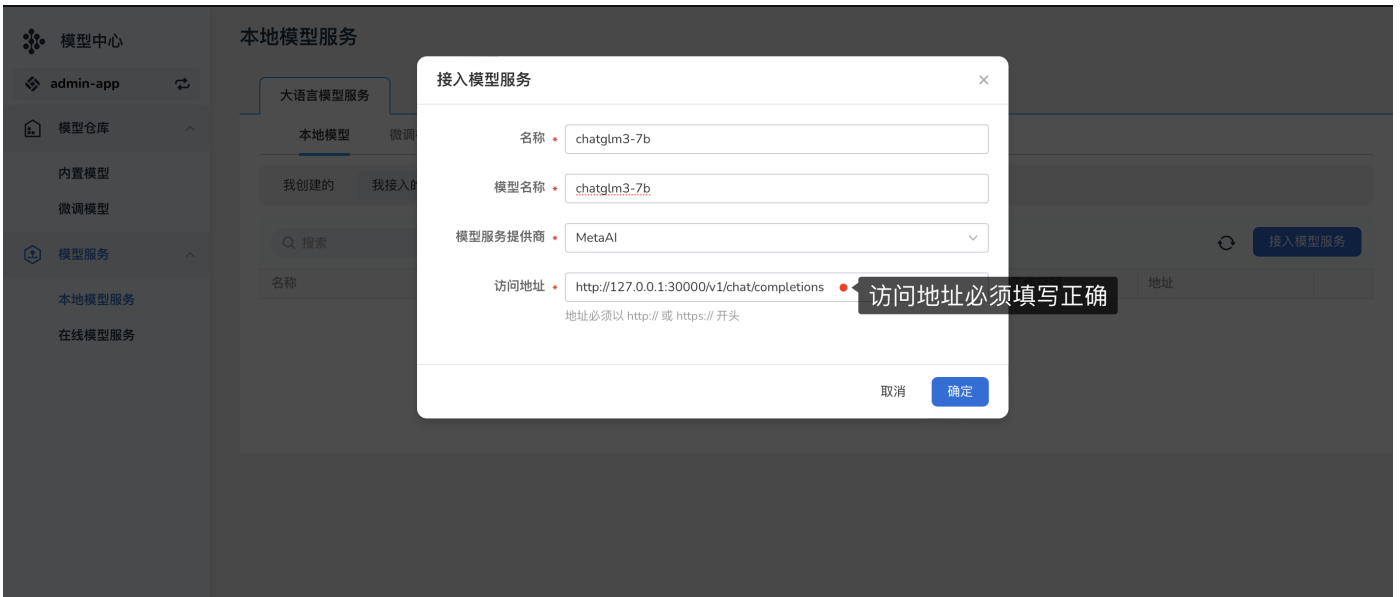 模型中心
admin-app
模型仓库
内置模型
微调模型
模型服务
本地模型服务
在线模型服务
本地模型服务
大语言模型服务
本地模型 微调
我创建的 我接入的
搜索
接入模型服务
名称 地址
接入模型服务
名称 * chatglm3-7b
模型名称 * chatglm3-7b
模型服务提供商 * MetaAI
访问地址 * http://127.0.0.1:30000/v1/chat/completions
访问地址必须填写正确
地址必须以 http:// 或 https:// 开头
取消 确定